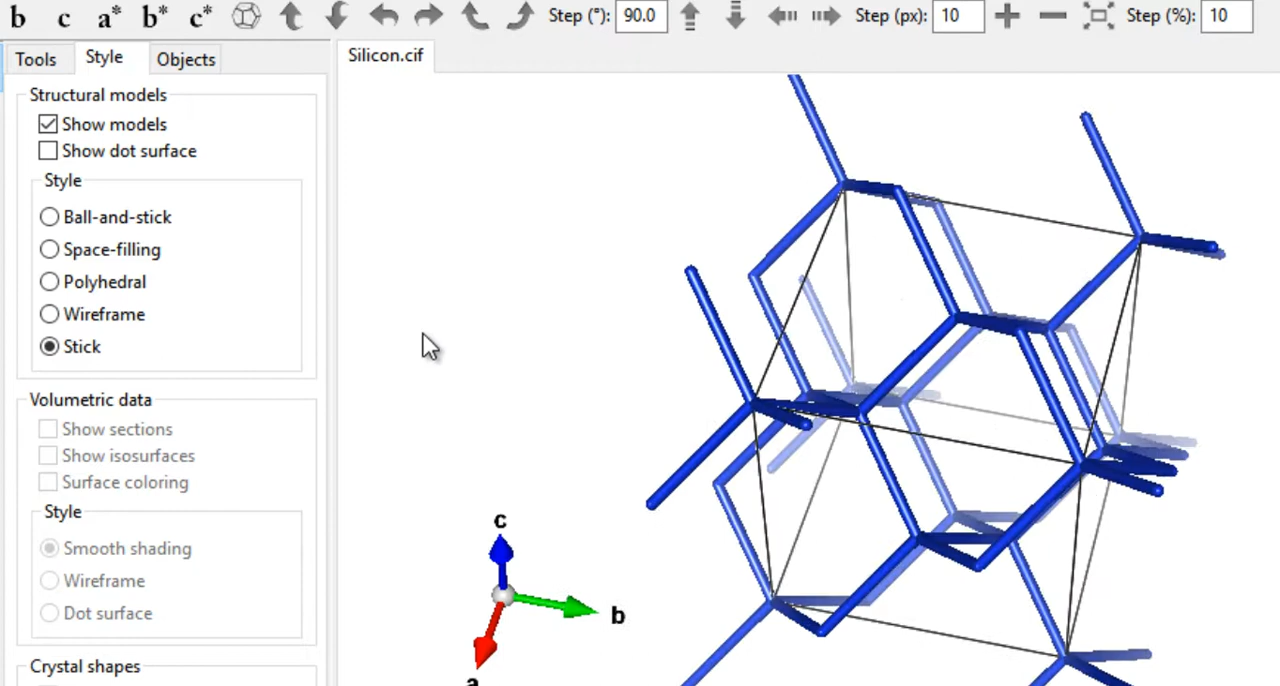 b c a* b* c* Step (°): 90.0 Step (px): 10 Step (%): 10
Tools Style Objects
Silicon.cif
Structural models
Show models
Show dot surface
Style
Ball-and-stick
Space-filling
Polyhedral
Wireframe
Stick
Volumetric data
Show sections
Show isosurfaces
Surface coloring
Style
Smooth shading
Wireframe
Dot surface
Crystal shapes
c
b
a